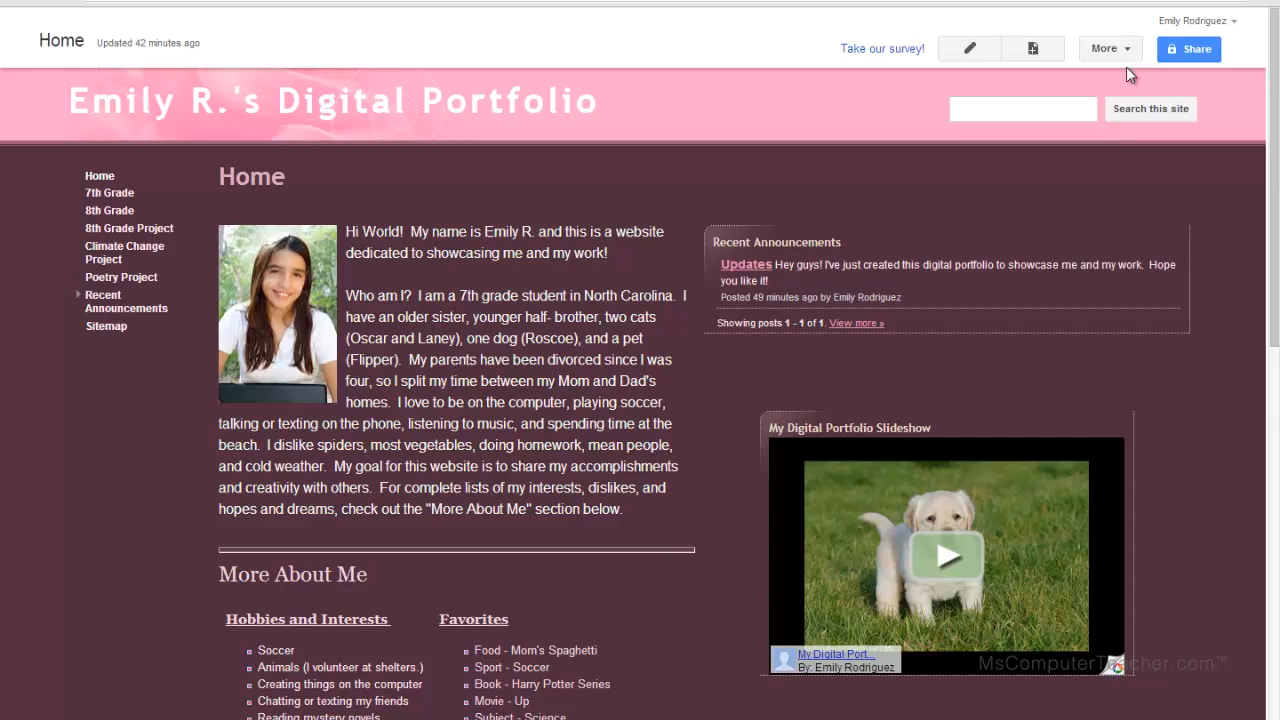 Emily Rodriguez
Home Updated 42 minutes ago
Take our survey!
More
Share
Emily R.'s Digital Portfolio
Search this site
Home
7th Grade
8th Grade
8th Grade Project
Climate Change
Project
Poetry Project
Recent
Announcements
Sitemap
Home
Hi World! My name is Emily R. and this is a website
dedicated to showcasing me and my work!
Who am I? I am a 7th grade student in North Carolina. I
have an older sister, younger half- brother, two cats
(Oscar and Laney), one dog (Roscoe), and a pet
(Flipper). My parents have been divorced since I was
four, so I split my time between my Mom and Dad's
homes. I love to be on the computer, playing soccer,
talking or texting on the phone, listening to music, and spending time at the
beach. I dislike spiders, most vegetables, doing homework, mean people,
and cold weather. My goal for this website is to share my accomplishments
and creativity with others. For complete lists of my interests, dislikes, and
hopes and dreams, check out the "More About Me" section below.
More About Me
Hobbies and Interests
Soccer
Animals (I volunteer at shelters.)
Creating things on the computer
Chatting or texting my friends
Reading mystery novels
Favorites
Food - Mom's Spaghetti
Sport - Soccer
Book - Harry Potter Series
Movie - Up
Subject - Science
Recent Announcements
Updates Hey guys! I've just created this digital portfolio to showcase me and my work. Hope
you like it!
Posted 49 minutes ago by Emily Rodriguez
Showing posts 1 - 1 of 1. View more »
My Digital Portfolio Slideshow
My Digital Port...
By: Emily Rodriguez
MsComputerTeacher.com™